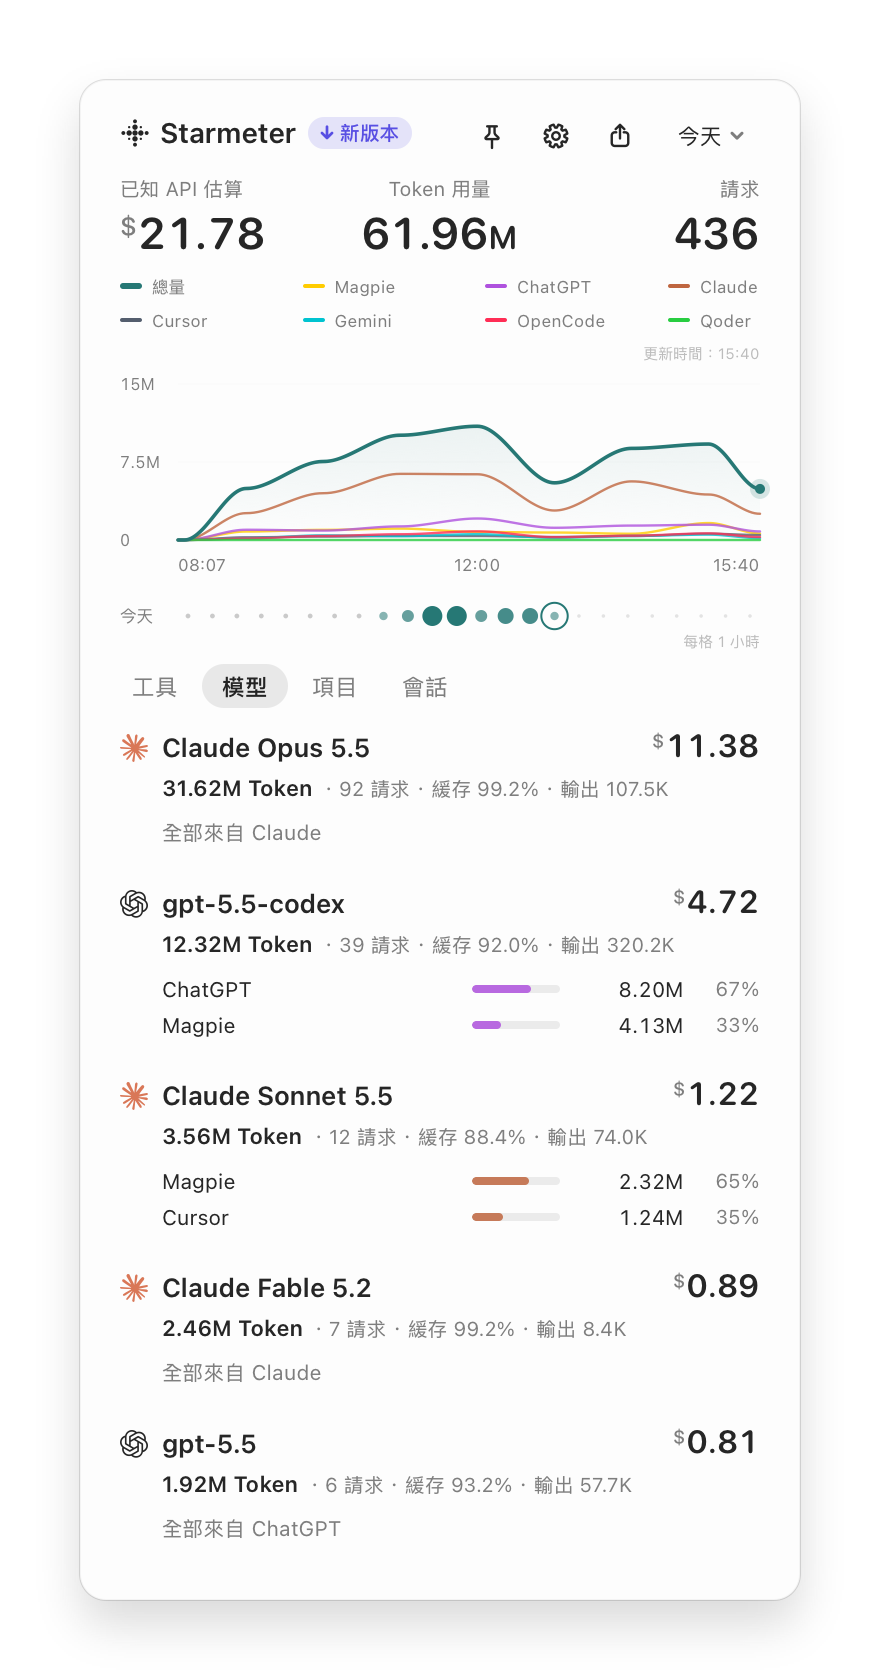 Starmeter 新版本 今天
已知 API 估算 Token 用量 請求
$21.78 61.96M 436
總量 Magpie ChatGPT Claude
Cursor Gemini OpenCode Qoder
更新時間：15:40
15M
7.5M
0
08:07 12:00 15:40
今天
每格 1 小時
工具 模型 項目 會話
Claude Opus 5.5 $11.38
31.62M Token · 92 請求 · 緩存 99.2% · 輸出 107.5K
全部來自 Claude
gpt-5.5-codex $4.72
12.32M Token · 39 請求 · 緩存 92.0% · 輸出 320.2K
ChatGPT 8.20M 67%
Magpie 4.13M 33%
Claude Sonnet 5.5 $1.22
3.56M Token · 12 請求 · 緩存 88.4% · 輸出 74.0K
Magpie 2.32M 65%
Cursor 1.24M 35%
Claude Fable 5.2 $0.89
2.46M Token · 7 請求 · 緩存 99.2% · 輸出 8.4K
全部來自 Claude
gpt-5.5 $0.81
1.92M Token · 6 請求 · 緩存 93.2% · 輸出 57.7K
全部來自 ChatGPT